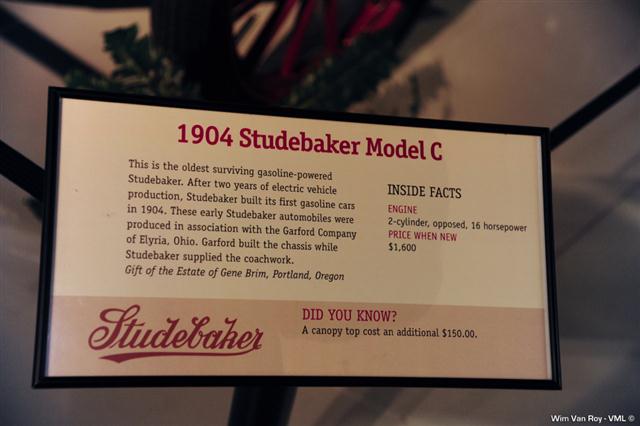 1904 Studebaker Model C
This is the oldest surviving gasoline-powered
Studebaker. After two years of electric vehicle
production, Studebaker built its first gasoline cars
in 1904. These early Studebaker automobiles were
produced in association with the Garford Company
of Elyria, Ohio. Garford built the chassis while
Studebaker supplied the coachwork.
Gift of the Estate of Gene Brim, Portland, Oregon
INSIDE FACTS
ENGINE
2-cylinder, opposed, 16 horsepower
PRICE WHEN NEW
$1,600
Studebaker
DID YOU KNOW?
A canopy top cost an additional $150.00.
Wim Van Roy - VML ©